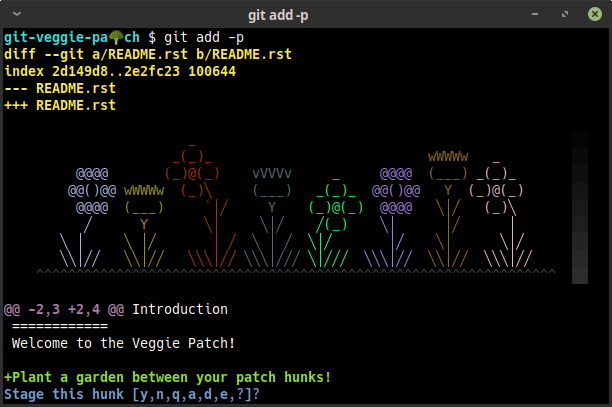 git add -p
git-veggie-pa🥦ch $ git add -p
diff --git a/README.rst b/README.rst
index 2d149d8..2e2fc23 100644
--- README.rst
+++ README.rst
@@ -2,3 +2,4 @@ Introduction
============
Welcome to the Veggie Patch!
+Plant a garden between your patch hunks!
Stage this hunk [y,n,q,a,d,e,?]?